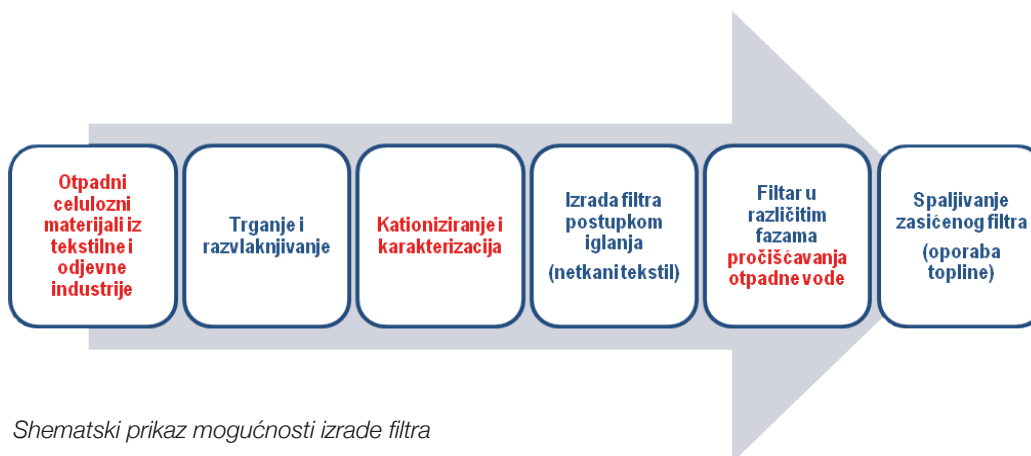 Otpadni
celulozni
materijali iz
tekstilne i
odjevne
industrije
Trganje i
razvlaknjivanje
Kationiziranje i
karakterizacija
Izrada filtra
postupkom
iglanja
(netkani tekstil)
Filtar u
različitim
fazama
pročišćavanja
otpadne vode
Spaljivanje
zasićenog filtra
(oporaba
topline)
Shematski prikaz mogućnosti izrade filtra